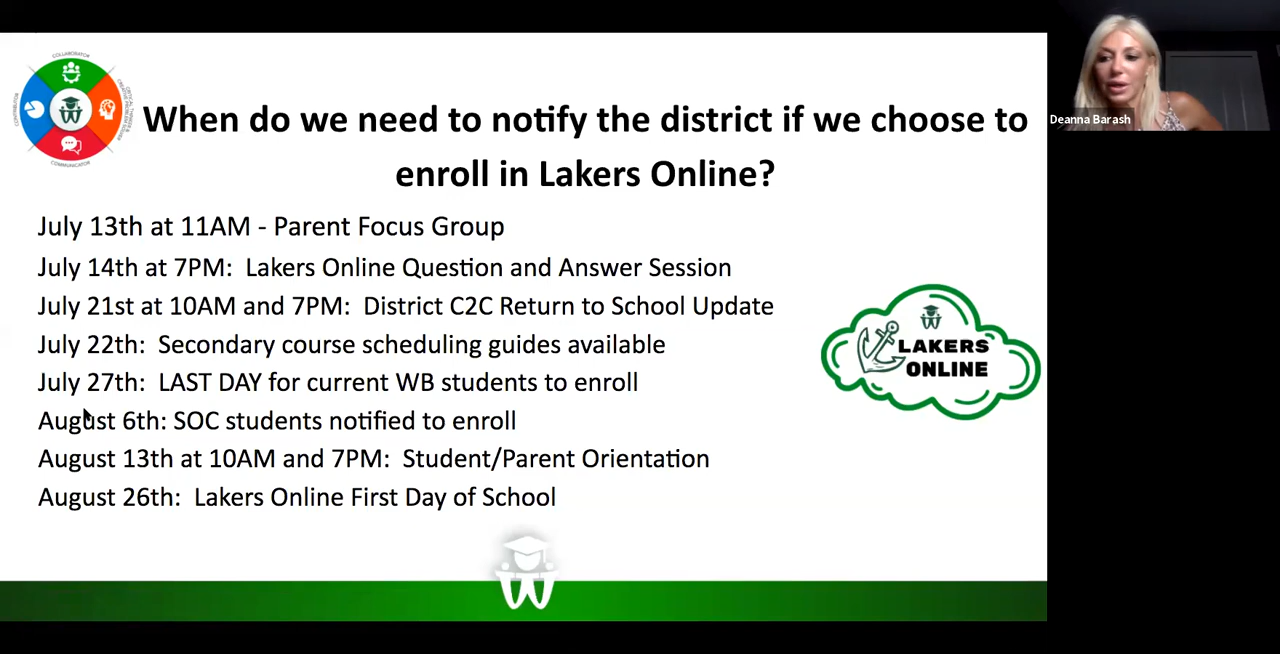 COLLABORATOR
COMMUNICATOR
When do we need to notify the district if we choose to
enroll in Lakers Online?
Deanna Barash
July 13th at 11AM - Parent Focus Group
July 14th at 7PM:  Lakers Online Question and Answer Session
July 21st at 10AM and 7PM:  District C2C Return to School Update
July 22th:  Secondary course scheduling guides available
July 27th:  LAST DAY for current WB students to enroll
August 6th: SOC students notified to enroll
August 13th at 10AM and 7PM:  Student/Parent Orientation
August 26th:  Lakers Online First Day of School
LAKERS
ONLINE